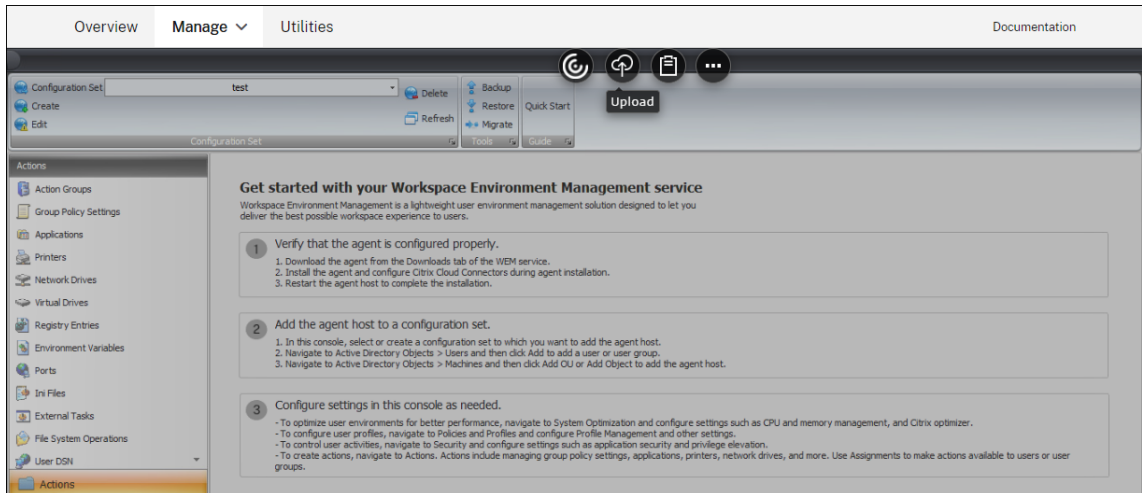 Overview Manage Utilities Documentation
Configuration Set test
Create
Edit
Delete
Refresh
Configuration Set
Backup
Restore
Migrate
Tools
Quick Start
Guide
Upload
Actions
Action Groups
Group Policy Settings
Applications
Printers
Network Drives
Virtual Drives
Registry Entries
Environment Variables
Ports
Ini Files
External Tasks
File System Operations
User DSN
Actions
Get started with your Workspace Environment Management service
Workspace Environment Management is a lightweight user environment management solution designed to let you
deliver the best possible workspace experience to users.
1 Verify that the agent is configured properly.
1. Download the agent from the Downloads tab of the WEM service.
2. Install the agent and configure Citrix Cloud Connectors during agent installation.
3. Restart the agent host to complete the installation.
2 Add the agent host to a configuration set.
1. In this console, select or create a configuration set to which you want to add the agent host.
2. Navigate to Active Directory Objects > Users and then click Add to add a user or user group.
3. Navigate to Active Directory Objects > Machines and then click Add OU or Add Object to add the agent host.
3 Configure settings in this console as needed.
- To optimize user environments for better performance, navigate to System Optimization and configure settings such as CPU and memory management, and Citrix optimizer.
- To configure user profiles, navigate to Policies and Profiles and configure Profile Management and other settings.
- To control user activities, navigate to Security and configure settings such as application security and privilege elevation.
- To create actions, navigate to Actions. Actions include managing group policy settings, applications, printers, network drives, and more. Use Assignments to make actions available to users or user
groups.